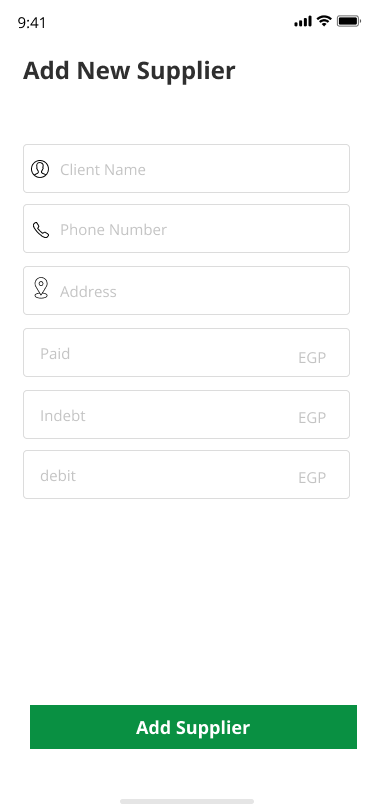 9:41
Add New Supplier
Client Name
Phone Number
Address
Paid EGP
Indebt EGP
debit EGP
Add Supplier